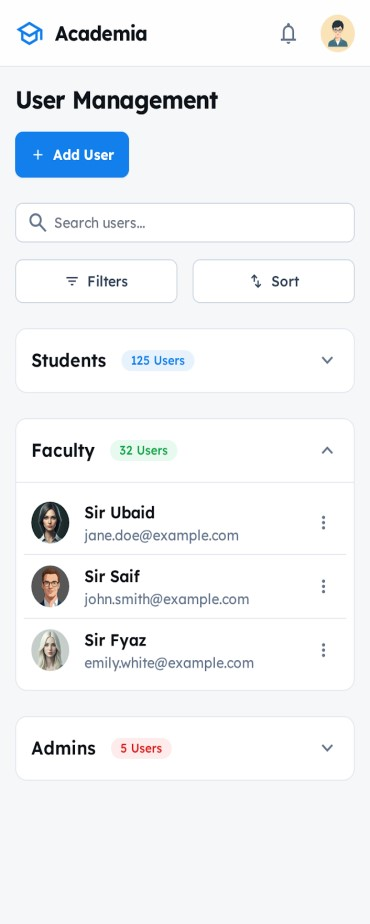 Academia
User Management
+ Add User
Search users...
Filters
Sort
Students
125 Users
Faculty
32 Users
Sir Ubaid
jane.doe@example.com
Sir Saif
john.smith@example.com
Sir Fyaz
emily.white@example.com
Admins
5 Users